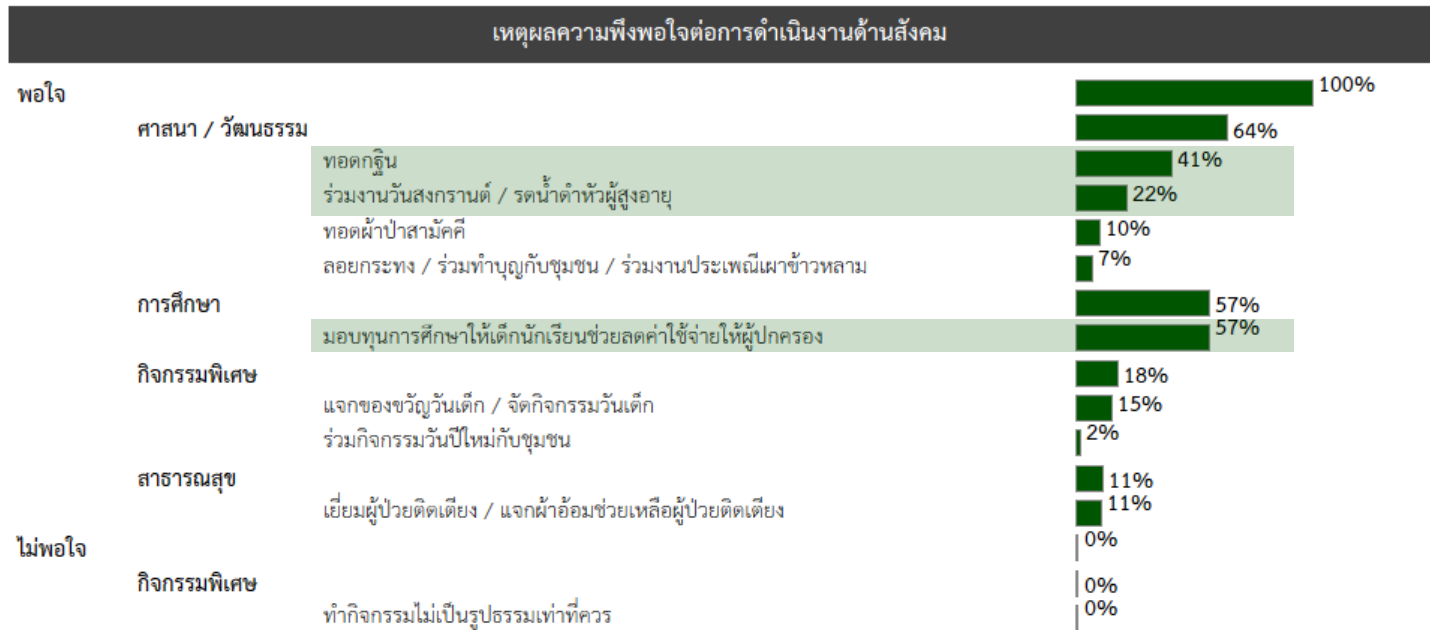 เหตุผลความพึงพอใจต่อการดำเนินงานด้านสังคม
พอใจ 100%
ศาสนา / วัฒนธรรม 64%
ทอดกฐิน 41%
ร่วมงานวันสงกรานต์ / รดน้ำดำหัวผู้สูงอายุ 22%
ทอดผ้าป่าสามัคคี 10%
ลอยกระทง / ร่วมทำบุญกับชุมชน / ร่วมงานประเพณีเผาข้าวหลาม 7%
การศึกษา 57%
มอบทุนการศึกษาให้เด็กนักเรียนช่วยลดค่าใช้จ่ายให้ผู้ปกครอง 57%
กิจกรรมพิเศษ 18%
แจกของขวัญวันเด็ก / จัดกิจกรรมวันเด็ก 15%
ร่วมกิจกรรมวันปีใหม่กับชุมชน 2%
สาธารณสุข 11%
เยี่ยมผู้ป่วยติดเตียง / แจกผ้าอ้อมช่วยเหลือผู้ป่วยติดเตียง 11%
ไม่พอใจ 0%
กิจกรรมพิเศษ 0%
ทำกิจกรรมไม่เป็นรูปธรรมเท่าที่ควร 0%